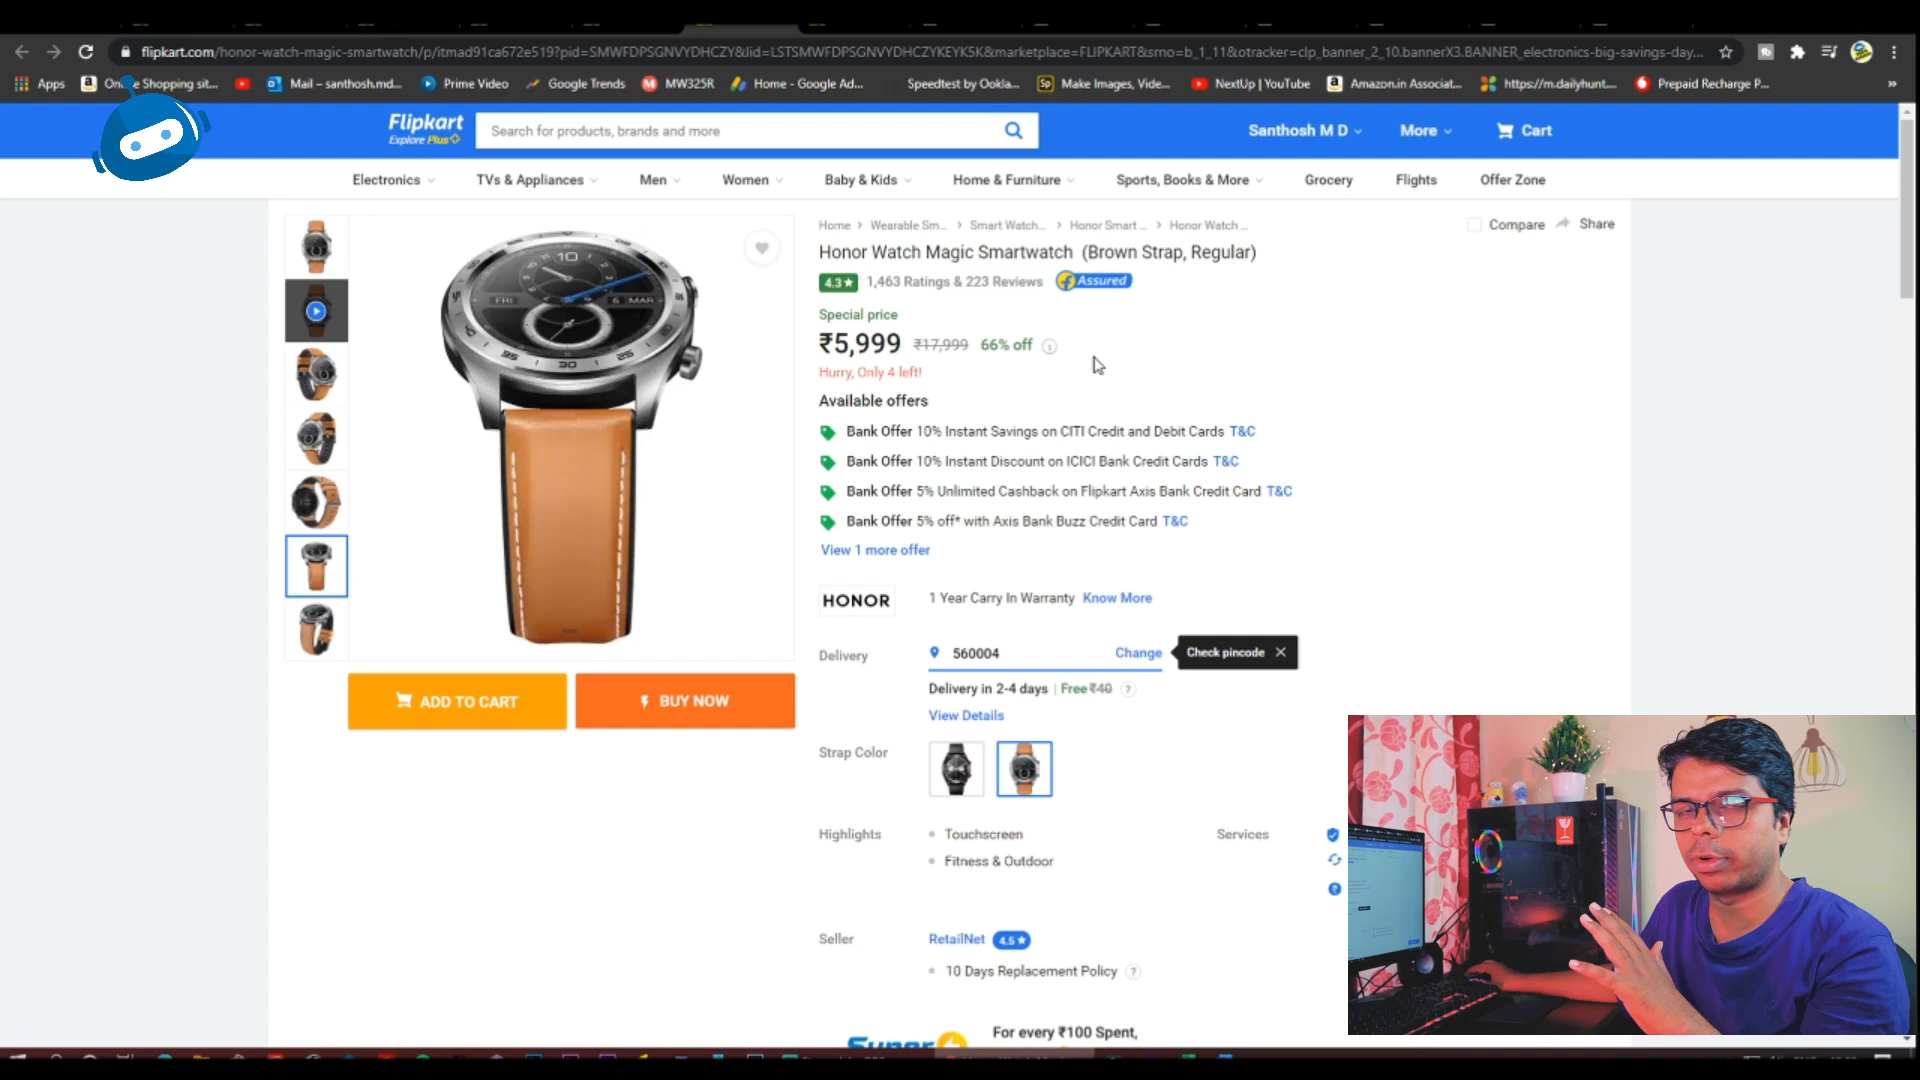 flipkart.com/honor-watch-magic-smartwatch/p/itmad91ca672e519?pid=SMWFDPSGNVYDHCZY&lid=LSTSMWFDPSGNVYDHCZYKEYK5K&marketplace=FLIPKART&srno=b_1_11&otracker=clp_banner_2_10.bannerX3.BANNER_electronics-big-savings-day...
Apps Shopping sit... Mail – santhosh.md... Prime Video Google Trends MW325R Home - Google Ad... Speedtest by Ookla... Make Images, Vide... NextUp | YouTube Amazon.in Associat... https://m.dailyhunt.... Prepaid Recharge P... »
Flipkart
Explore Plus
Search for products, brands and more
Santhosh M D
More
Cart
Electronics TVs & Appliances Men Women Baby & Kids Home & Furniture Sports, Books & More Grocery Flights Offer Zone
Home Wearable Sm... Smart Watch... Honor Smart ... Honor Watch ...
Compare Share
Honor Watch Magic Smartwatch (Brown Strap, Regular)
4.3★ 1,463 Ratings & 223 Reviews Assured
Special price
₹5,999 ₹17,999 66% off
Hurry, Only 4 left!
Available offers
Bank Offer 10% Instant Savings on CITI Credit and Debit Cards T&C
Bank Offer 10% Instant Discount on ICICI Bank Credit Cards T&C
Bank Offer 5% Unlimited Cashback on Flipkart Axis Bank Credit Card T&C
Bank Offer 5% off* with Axis Bank Buzz Credit Card T&C
View 1 more offer
10
FRI 6 MAR
35 30 25
HONOR
1 Year Carry In Warranty Know More
Delivery 560004 Change Check pincode
Delivery in 2-4 days | Free ₹40 ?
View Details
ADD TO CART
BUY NOW
Strap Color
Highlights
Touchscreen
Fitness & Outdoor
Services
Seller
RetailNet 4.5★
10 Days Replacement Policy ?
For every ₹100 Spent,